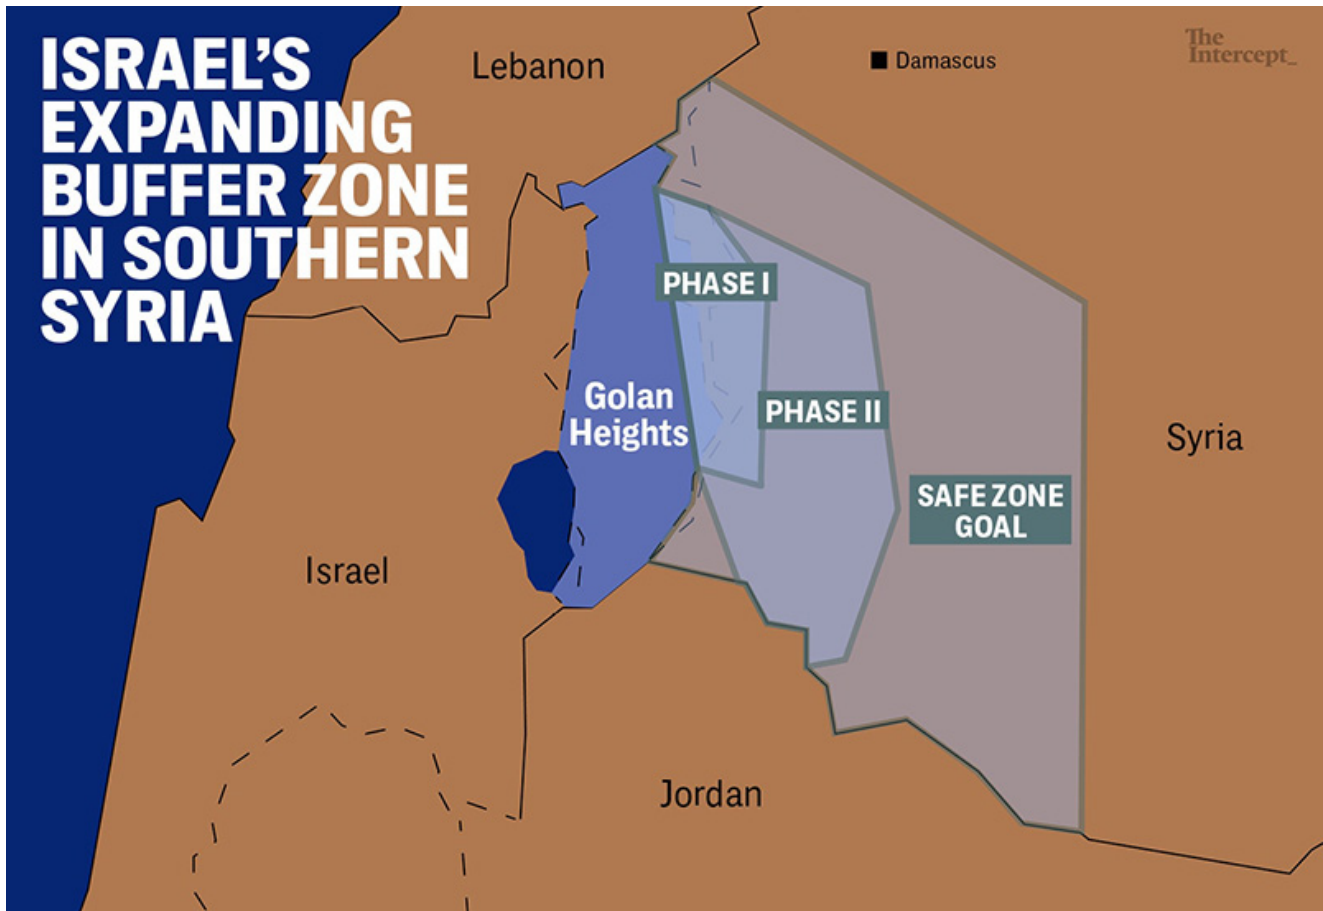 ISRAEL'S
EXPANDING
BUFFER ZONE
IN SOUTHERN
SYRIA
The
Intercept_
Lebanon
Damascus
PHASE I
Golan
Heights
PHASE II
Syria
SAFE ZONE
GOAL
Israel
Jordan